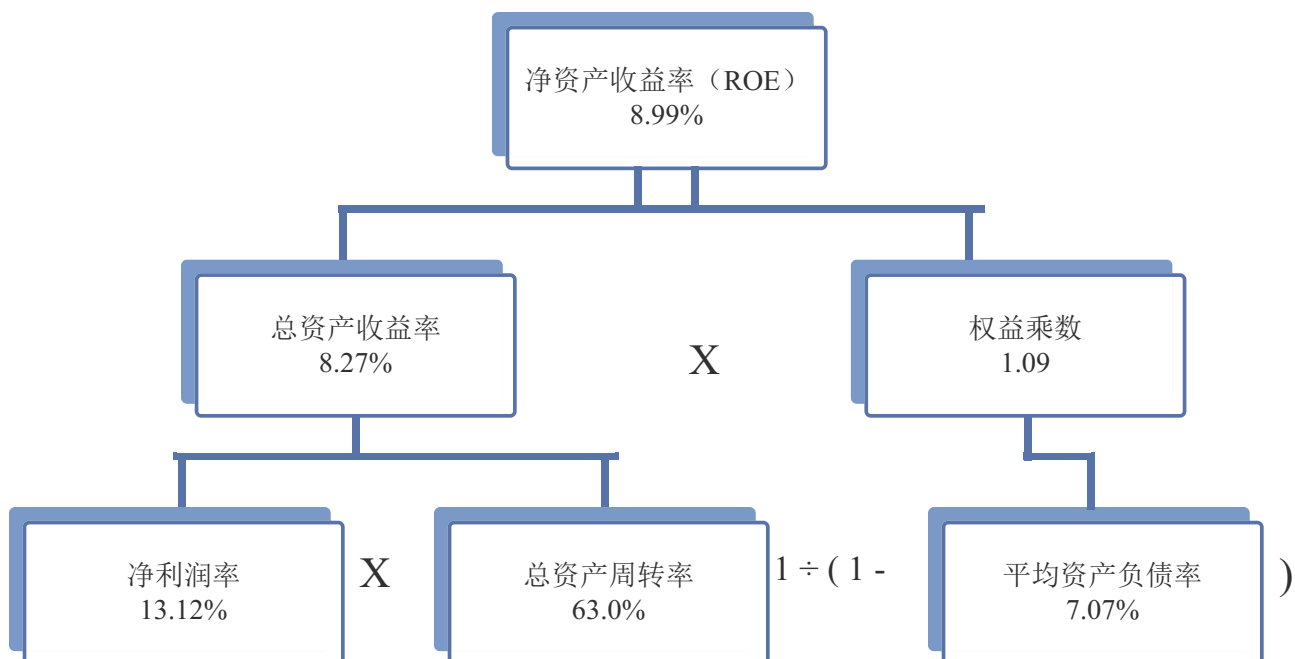 净资产收益率（ROE）
8.99%
总资产收益率
8.27%
X
权益乘数
1.09
净利润率
13.12%
X
总资产周转率
63.0%
1 ÷ ( 1 -
平均资产负债率
7.07%
)